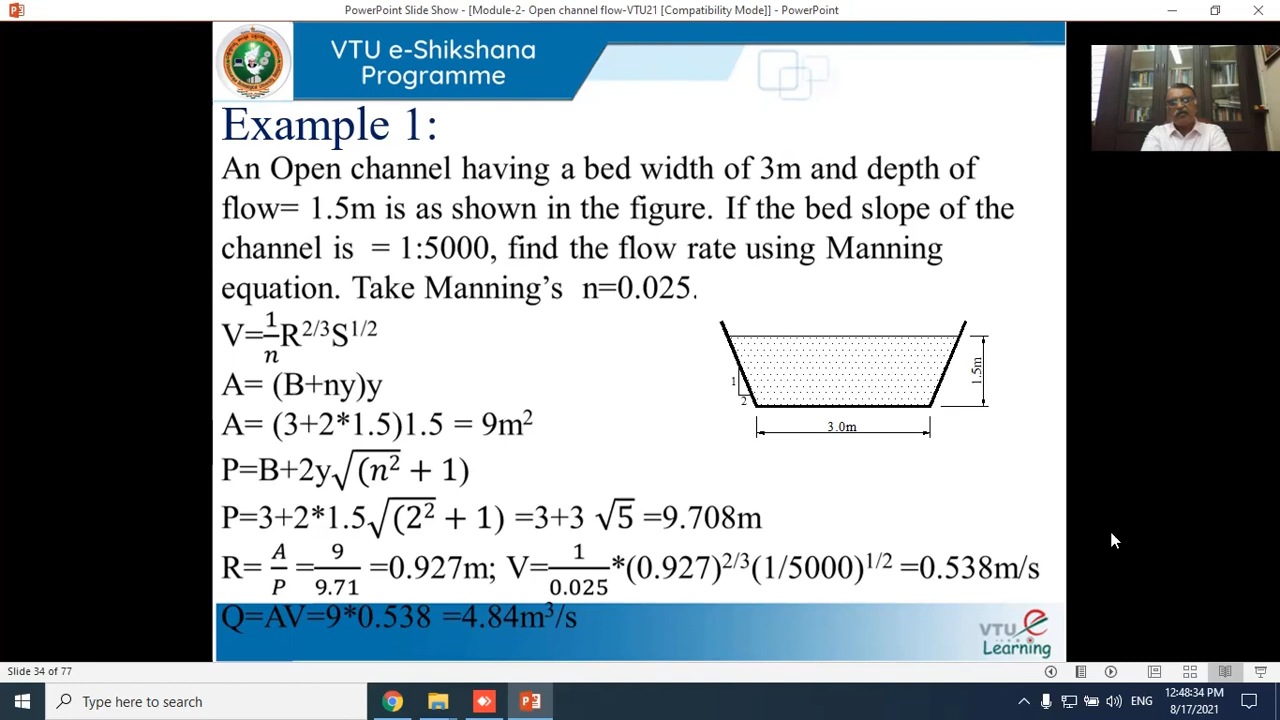 PowerPoint Slide Show - [Module-2- Open channel flow-VTU21 [Compatibility Mode]] - PowerPoint
VTU e-Shikshana
Programme
Example 1:
An Open channel having a bed width of 3m and depth of
flow= 1.5m is as shown in the figure. If the bed slope of the
channel is = 1:5000, find the flow rate using Manning
equation. Take Manning's n=0.025.
V=\frac{1}{n}R^{2/3}S^{1/2}
A= (B+ny)y
A= (3+2*1.5)1.5 = 9m²
P=B+2y√(n² + 1)
P=3+2*1.5√(2² + 1) =3+3 √5 =9.708m
R= \frac{A}{P} =\frac{9}{9.71} =0.927m; V=\frac{1}{0.025}*(0.927)^{2/3}(1/5000)^{1/2} =0.538m/s
Q=AV=9*0.538 =4.84m³/s
1
2
3.0m
1.5m
VTU e
Learning
Slide 34 of 77
Type here to search
ENG
12:48:34 PM
8/17/2021